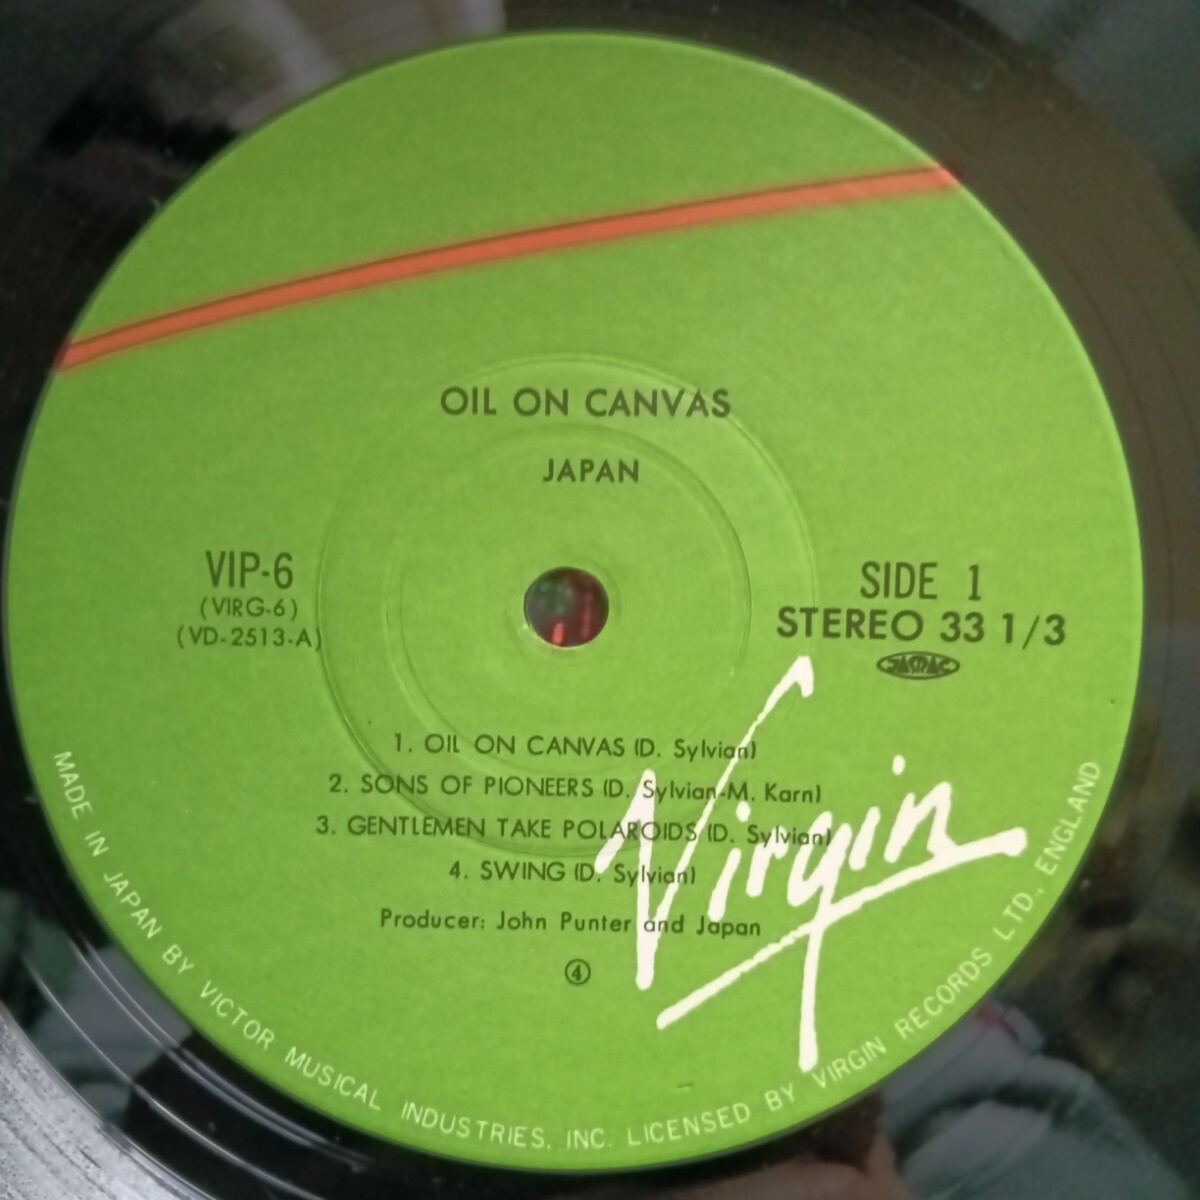 OIL ON CANVAS
JAPAN
VIP-6
(VIRG-6)
(VD-2513-A)
SIDE 1
STEREO 33 1/3
JASRAC
1. OIL ON CANVAS (D. Sylvian)
2. SONS OF PIONEERS (D. Sylvian-M. Karn)
3. GENTLEMEN TAKE POLAROIDS (D. Sylvian)
4. SWING (D. Sylvian)
Producer: John Punter and Japan
④
Virgin
MADE IN JAPAN BY VICTOR MUSICAL INDUSTRIES, INC. LICENSED BY VIRGIN RECORDS LTD., ENGLAND